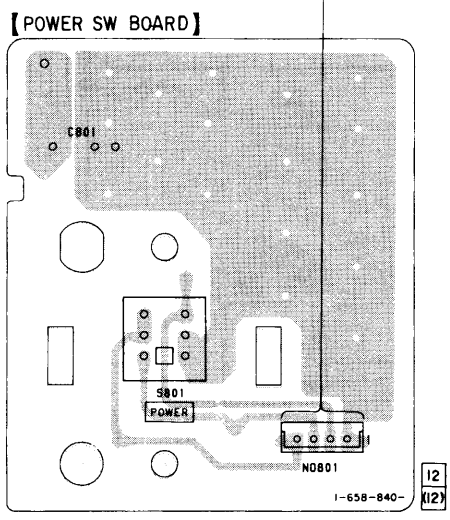 【POWER SW BOARD】
C801
S801
POWER
N0801
1-658-840-
12
(12)